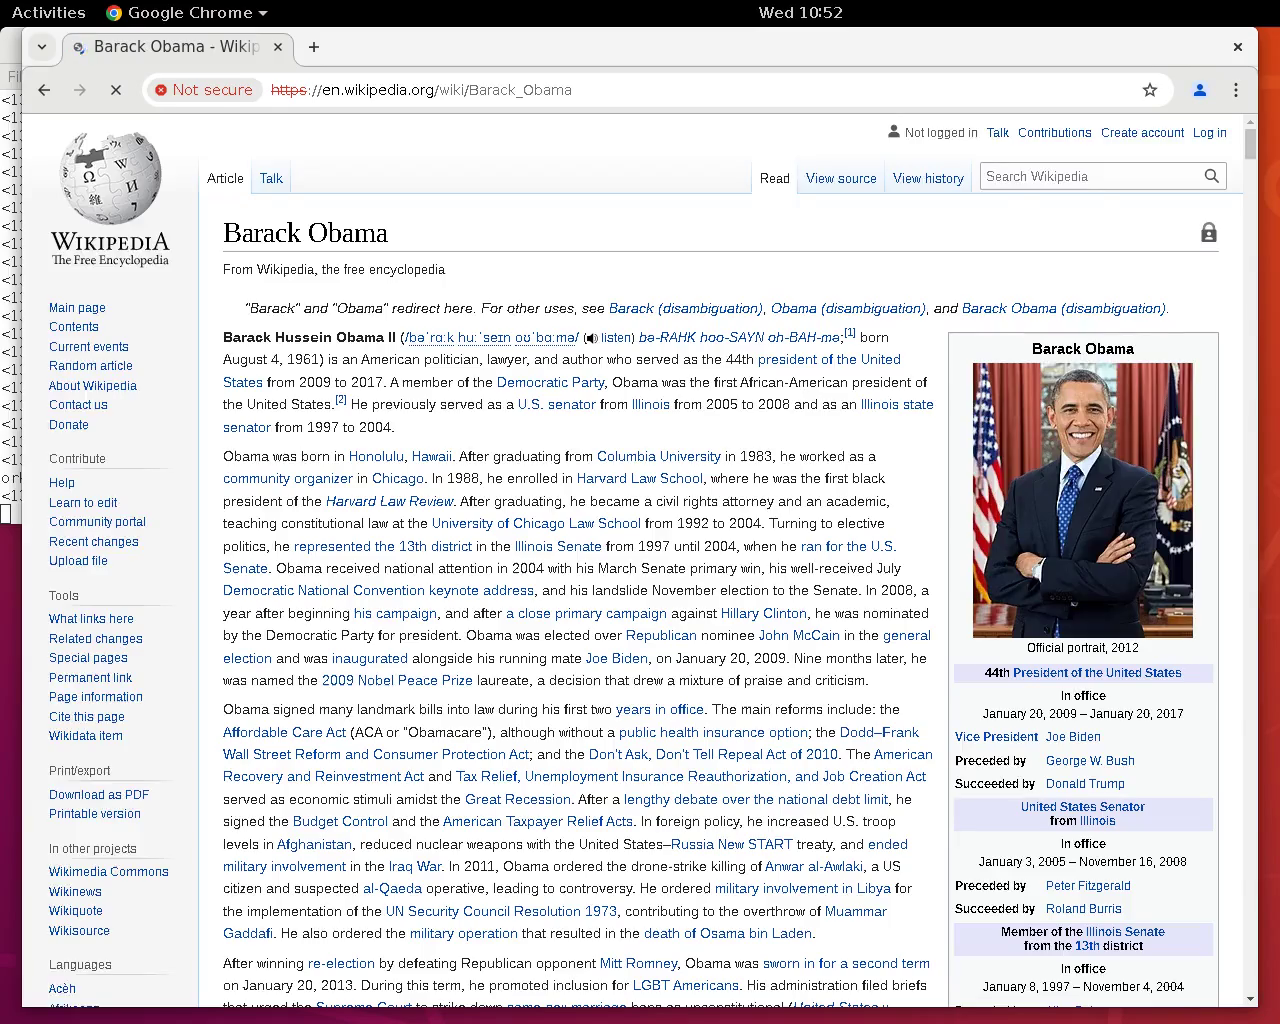 Activities
Google Chrome
Wed 10:52
Barack Obama - Wikip
Not secure
https://en.wikipedia.org/wiki/Barack_Obama
Not logged in Talk Contributions Create account Log in
Article Talk
Read View source View history
Search Wikipedia
WIKIPEDIA
The Free Encyclopedia
Main page
Contents
Current events
Random article
About Wikipedia
Contact us
Donate
Contribute
Help
Learn to edit
Community portal
Recent changes
Upload file
Tools
What links here
Related changes
Special pages
Permanent link
Page information
Cite this page
Wikidata item
Print/export
Download as PDF
Printable version
In other projects
Wikimedia Commons
Wikinews
Wikiquote
Wikisource
Languages
Acèh
Barack Obama
From Wikipedia, the free encyclopedia
"Barack" and "Obama" redirect here. For other uses, see Barack (disambiguation), Obama (disambiguation), and Barack Obama (disambiguation).
Barack Hussein Obama II (/bəˈrɑːk huːˈseɪn oʊˈbɑːmə/ (listen) bə-RAHK hoo-SAYN oh-BAH-mə;[1] born
August 4, 1961) is an American politician, lawyer, and author who served as the 44th president of the United
States from 2009 to 2017. A member of the Democratic Party, Obama was the first African-American president of
the United States.[2] He previously served as a U.S. senator from Illinois from 2005 to 2008 and as an Illinois state
senator from 1997 to 2004.
Obama was born in Honolulu, Hawaii. After graduating from Columbia University in 1983, he worked as a
community organizer in Chicago. In 1988, he enrolled in Harvard Law School, where he was the first black
president of the Harvard Law Review. After graduating, he became a civil rights attorney and an academic,
teaching constitutional law at the University of Chicago Law School from 1992 to 2004. Turning to elective
politics, he represented the 13th district in the Illinois Senate from 1997 until 2004, when he ran for the U.S.
Senate. Obama received national attention in 2004 with his March Senate primary win, his well-received July
Democratic National Convention keynote address, and his landslide November election to the Senate. In 2008, a
year after beginning his campaign, and after a close primary campaign against Hillary Clinton, he was nominated
by the Democratic Party for president. Obama was elected over Republican nominee John McCain in the general
election and was inaugurated alongside his running mate Joe Biden, on January 20, 2009. Nine months later, he
was named the 2009 Nobel Peace Prize laureate, a decision that drew a mixture of praise and criticism.
Obama signed many landmark bills into law during his first two years in office. The main reforms include: the
Affordable Care Act (ACA or "Obamacare"), although without a public health insurance option; the Dodd–Frank
Wall Street Reform and Consumer Protection Act; and the Don't Ask, Don't Tell Repeal Act of 2010. The American
Recovery and Reinvestment Act and Tax Relief, Unemployment Insurance Reauthorization, and Job Creation Act
served as economic stimuli amidst the Great Recession. After a lengthy debate over the national debt limit, he
signed the Budget Control and the American Taxpayer Relief Acts. In foreign policy, he increased U.S. troop
levels in Afghanistan, reduced nuclear weapons with the United States–Russia New START treaty, and ended
military involvement in the Iraq War. In 2011, Obama ordered the drone-strike killing of Anwar al-Awlaki, a US
citizen and suspected al-Qaeda operative, leading to controversy. He ordered military involvement in Libya for
the implementation of the UN Security Council Resolution 1973, contributing to the overthrow of Muammar
Gaddafi. He also ordered the military operation that resulted in the death of Osama bin Laden.
After winning re-election by defeating Republican opponent Mitt Romney, Obama was sworn in for a second term
on January 20, 2013. During this term, he promoted inclusion for LGBT Americans. His administration filed briefs
Barack Obama
Official portrait, 2012
44th President of the United States
In office
January 20, 2009 – January 20, 2017
Vice President Joe Biden
Preceded by George W. Bush
Succeeded by Donald Trump
United States Senator
from Illinois
In office
January 3, 2005 – November 16, 2008
Preceded by Peter Fitzgerald
Succeeded by Roland Burris
Member of the Illinois Senate
from the 13th district
In office
January 8, 1997 – November 4, 2004